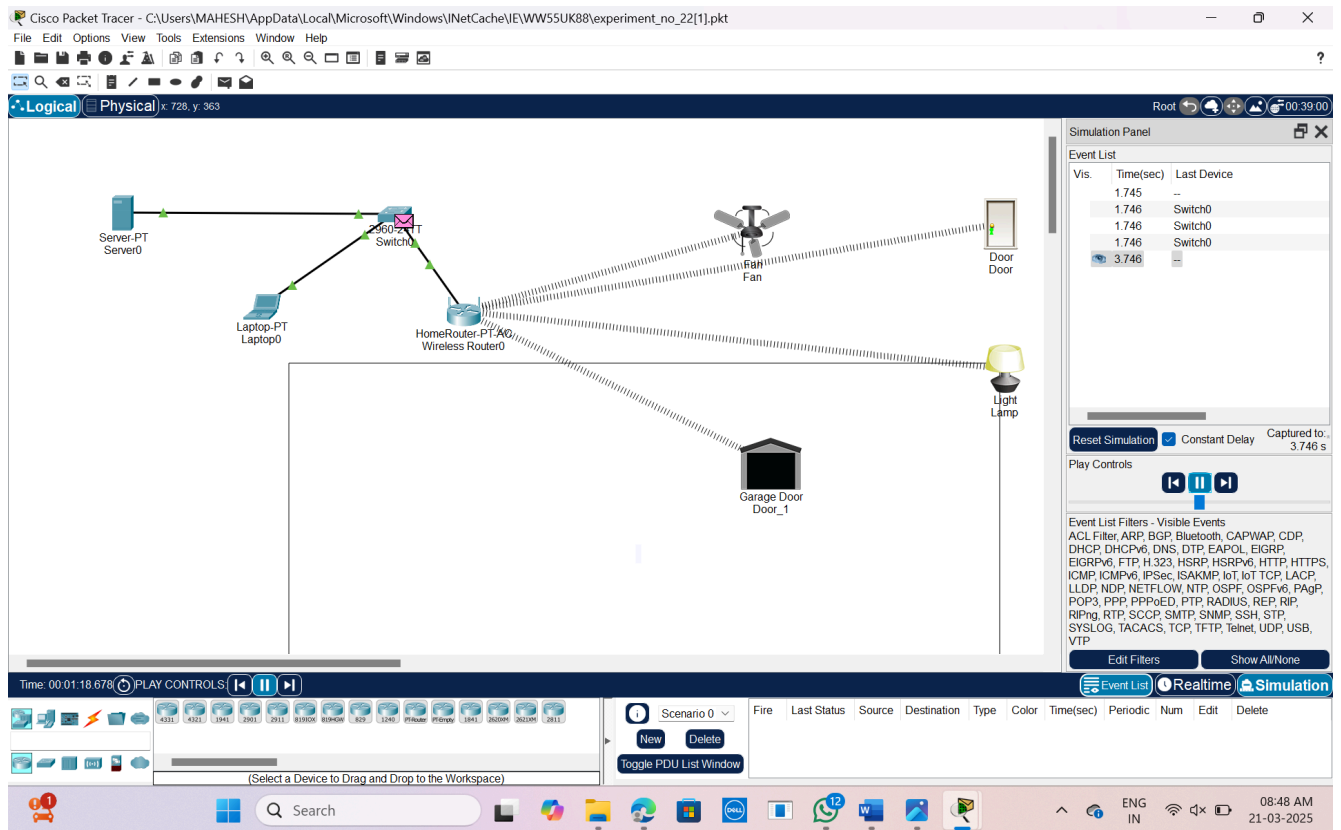 Cisco Packet Tracer - C:\Users\MAHESH\AppData\Local\Microsoft\Windows\INetCache\IE\WW55UK88\experiment_no_22[1].pkt
File Edit Options View Tools Extensions Window Help
?
Logical Physical x: 728, y: 363 Root 00:39:00
Simulation Panel
Event List
Vis. Time(sec) Last Device
1.745 --
1.746 Switch0
1.746 Switch0
1.746 Switch0
3.746 --
Server-PT
Server0
2960-24TT
Switch0
Laptop-PT
Laptop0
HomeRouter-PT-AC
Wireless Router0
Fan
Fan
Door
Door
Light
Lamp
Garage Door
Door_1
Reset Simulation Constant Delay Captured to:
3.746 s
Play Controls
Event List Filters - Visible Events
ACL Filter, ARP, BGP, Bluetooth, CAPWAP, CDP,
DHCP, DHCPv6, DNS, DTP, EAPOL, EIGRP,
EIGRPv6, FTP, H.323, HSRP, HSRPv6, HTTP, HTTPS,
ICMP, ICMPv6, IPSec, ISAKMP, IoT, IoT TCP, LACP,
LLDP, NDP, NETFLOW, NTP, OSPF, OSPFv6, PAgP,
POP3, PPP, PPPoED, PTP, RADIUS, REP, RIP,
RIPng, RTP, SCCP, SMTP, SNMP, SSH, STP,
SYSLOG, TACACS, TCP, TFTP, Telnet, UDP, USB,
VTP
Edit Filters Show All/None
Time: 00:01:18.678 PLAY CONTROLS: Event List Realtime Simulation
4331 4321 1941 2901 2911 819IOX 819HGW 829 1240 PT-Router PT-Empty 1841 2620XM 2621XM 2811
(Select a Device to Drag and Drop to the Workspace)
Scenario 0
New Delete
Toggle PDU List Window
Fire Last Status Source Destination Type Color Time(sec) Periodic Num Edit Delete
1
Search
DELL
12
W
ENG
IN
08:48 AM
21-03-2025